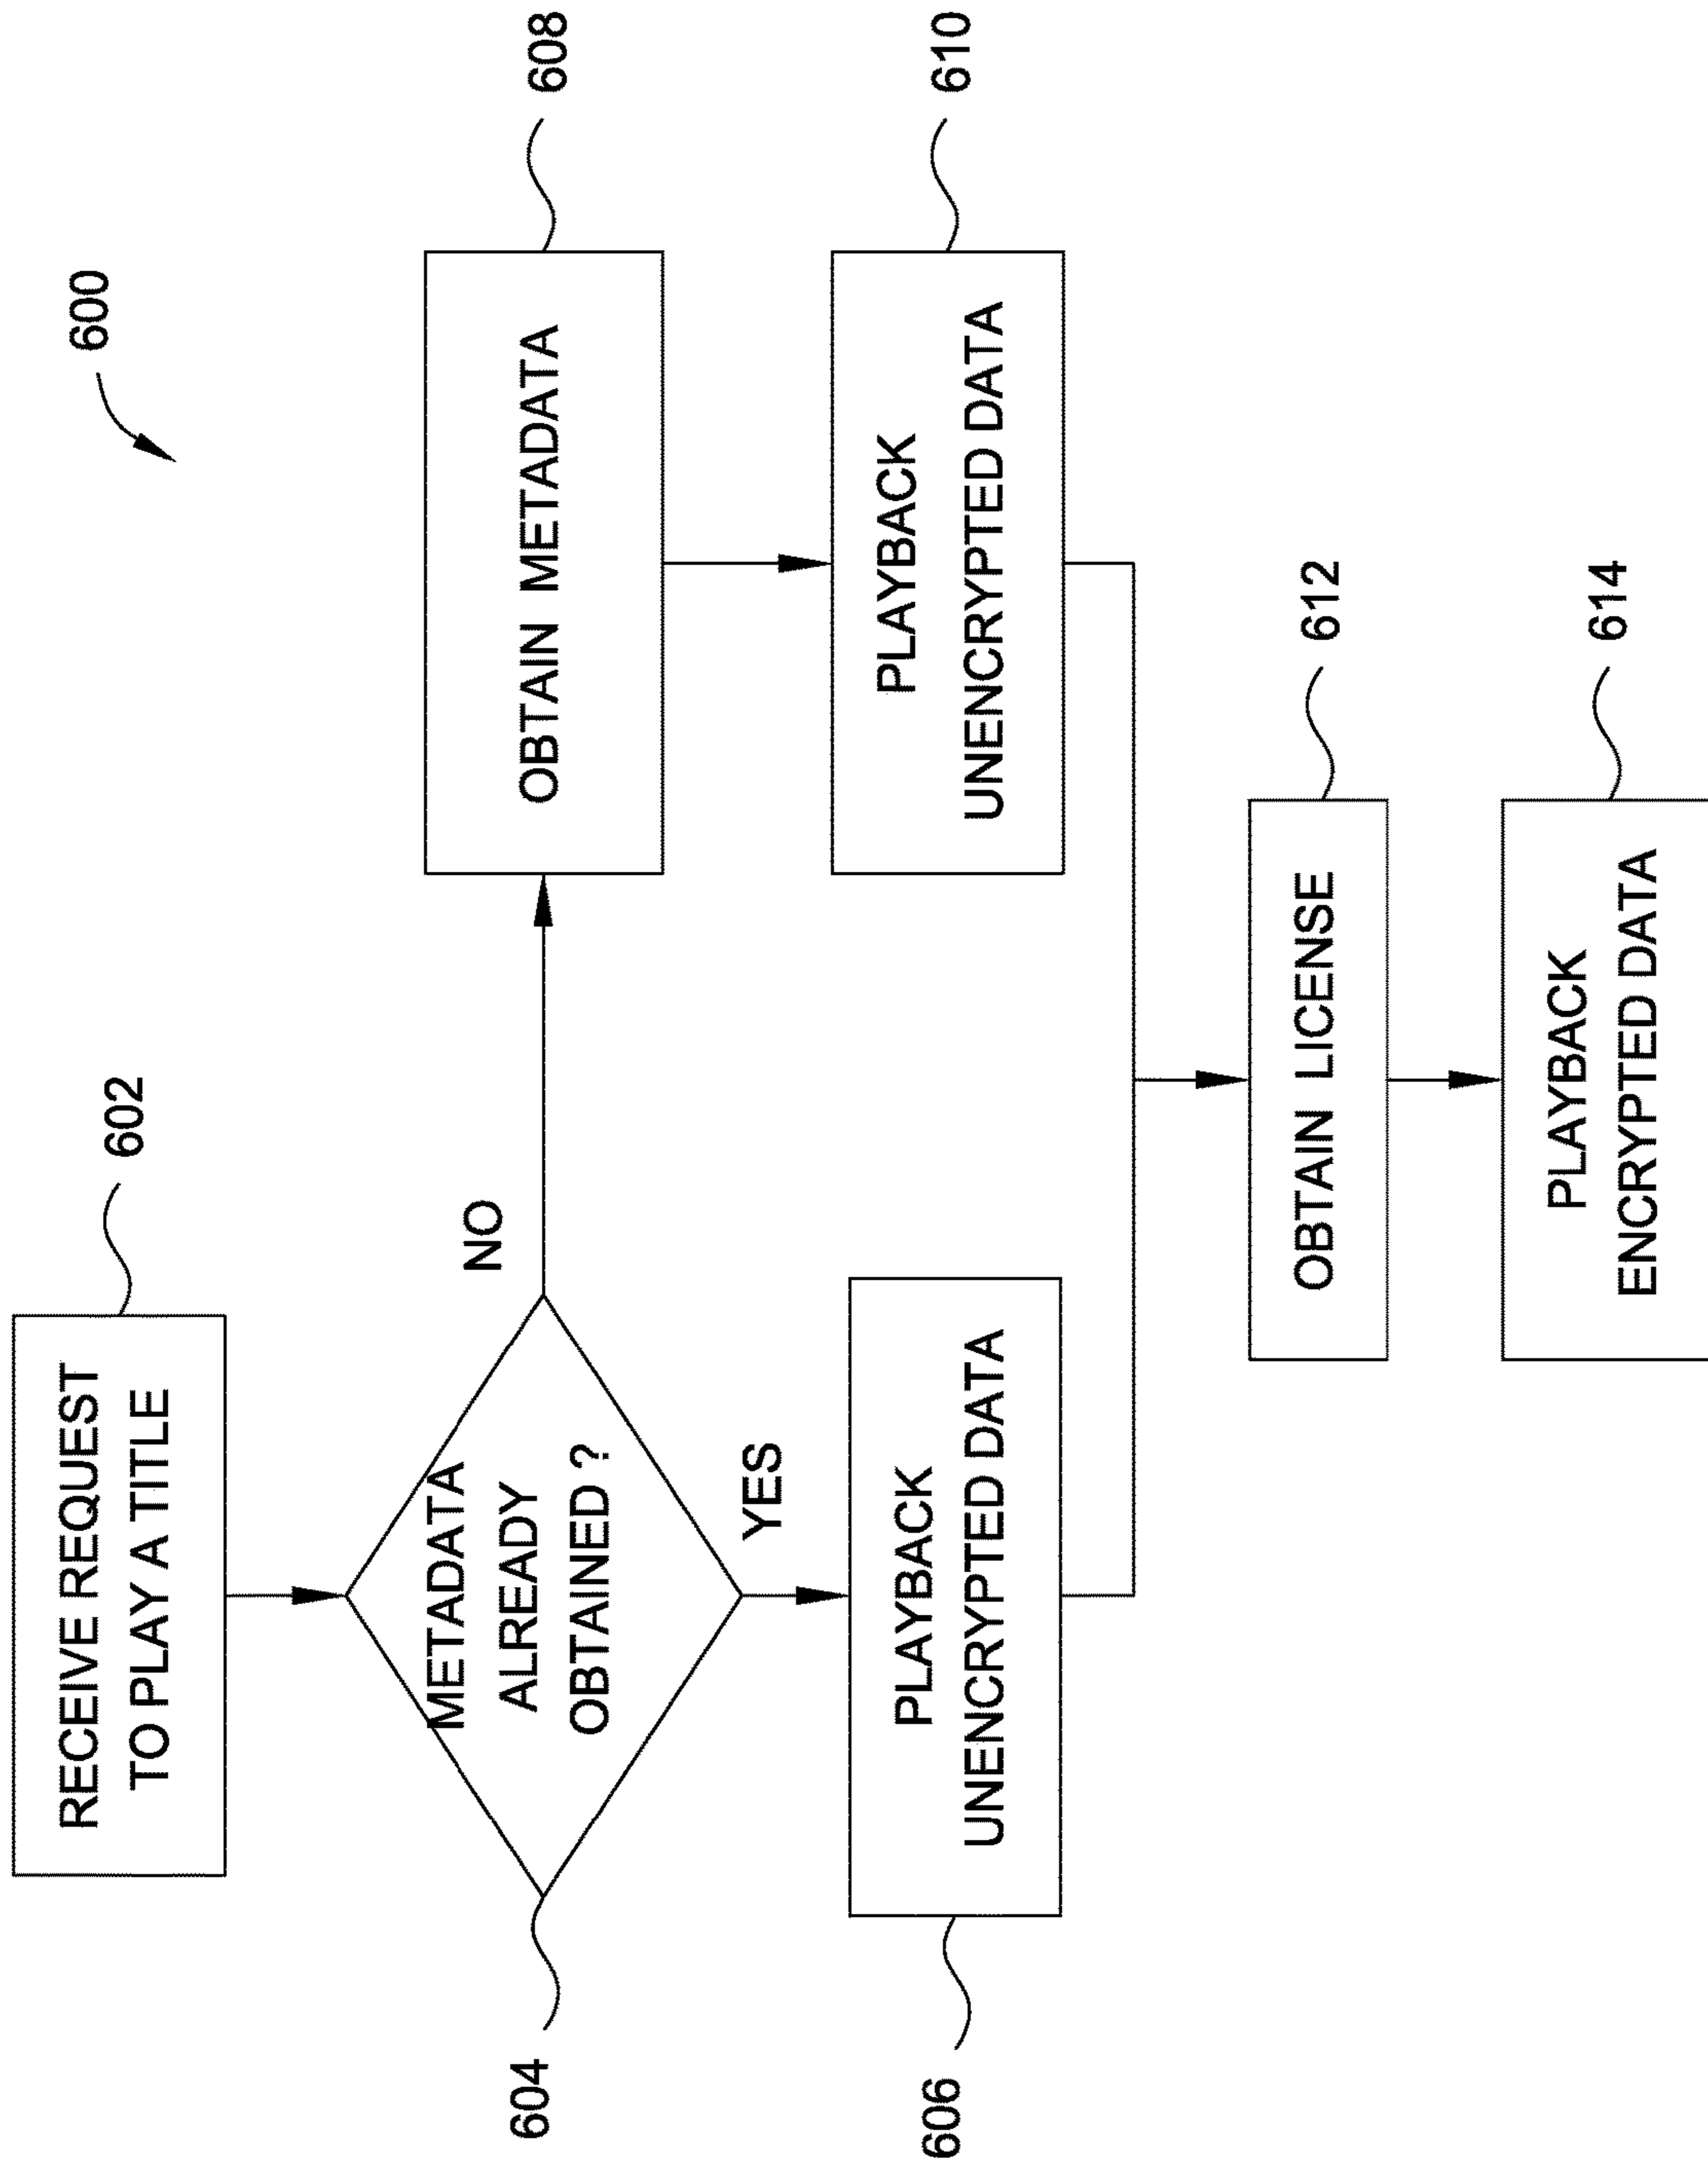 600
RECEIVE REQUEST
TO PLAY A TITLE
602
METADATA
ALREADY
OBTAINED ?
604
NO
YES
OBTAIN METADATA
608
PLAYBACK
UNENCRYPTED DATA
606
PLAYBACK
UNENCRYPTED DATA
610
OBTAIN LICENSE
612
PLAYBACK
ENCRYPTED DATA
614